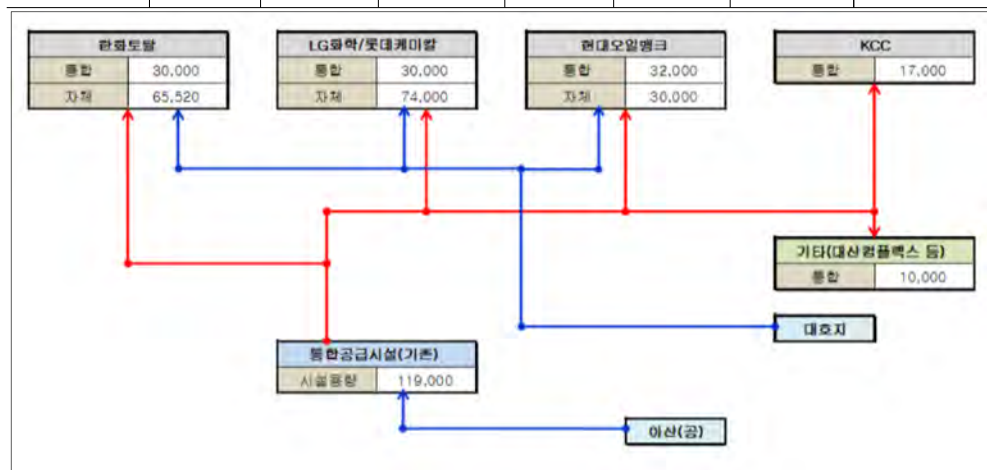 한화토탈
통합 30,000
자체 65,520
LG화학/롯데케미칼
통합 30,000
자체 74,000
현대오일뱅크
통합 32,000
자체 30,000
KCC
통합 17,000
기타(대산컴플렉스 등)
통합 10,000
대호지
통합공급시설(기존)
시설용량 119,000
아산(공)